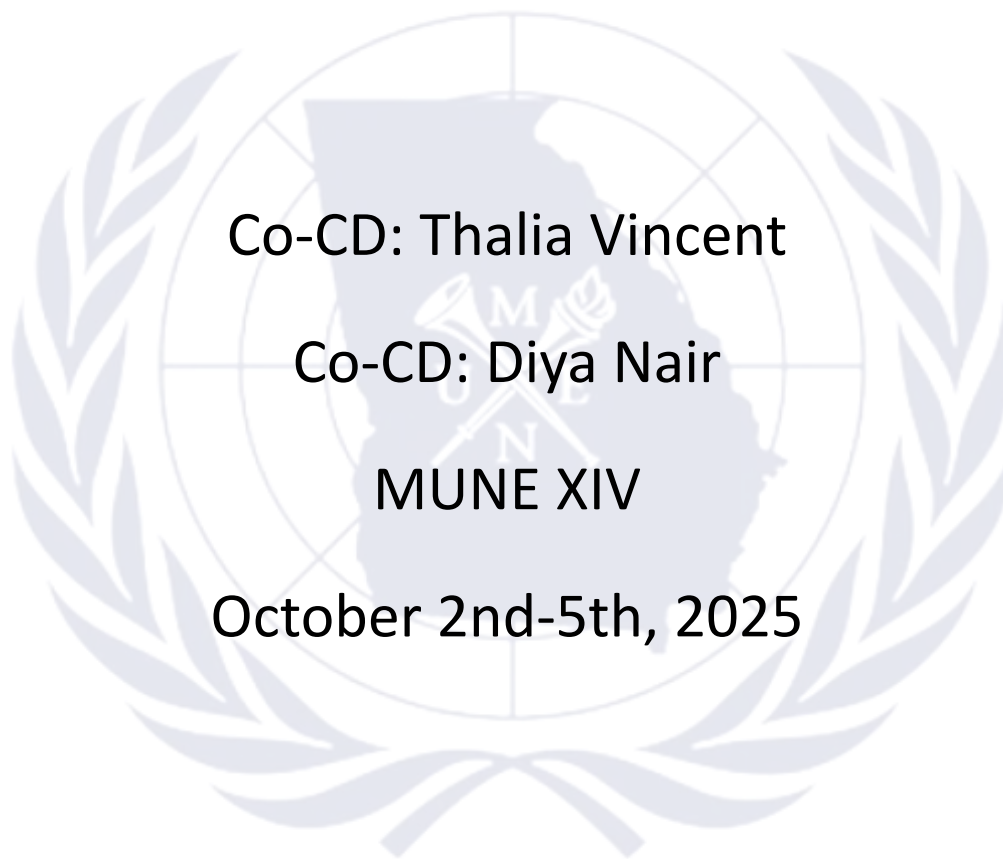 Co-CD: Thalia Vincent
Co-CD: Diya Nair
MUNE XIV
October 2nd-5th, 2025
M
U
E
N